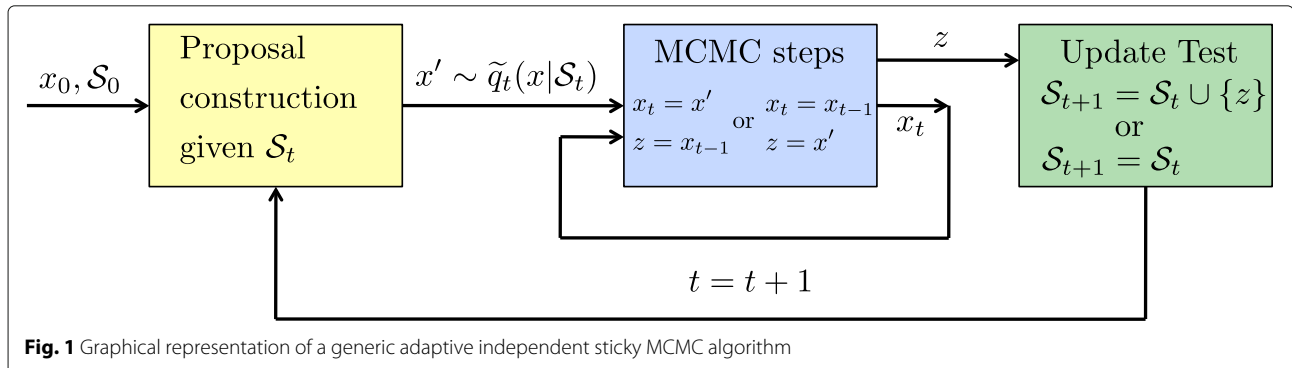 x_0, S_0
Proposal
construction
given S_t
x′ ∼ q̃_t(x|S_t)
MCMC steps
x_t = x′ or x_t = x_{t−1}
z = x_{t−1} z = x′
z
x_t
Update Test
S_{t+1} = S_t ∪ {z}
or
S_{t+1} = S_t
t = t + 1
Fig. 1 Graphical representation of a generic adaptive independent sticky MCMC algorithm